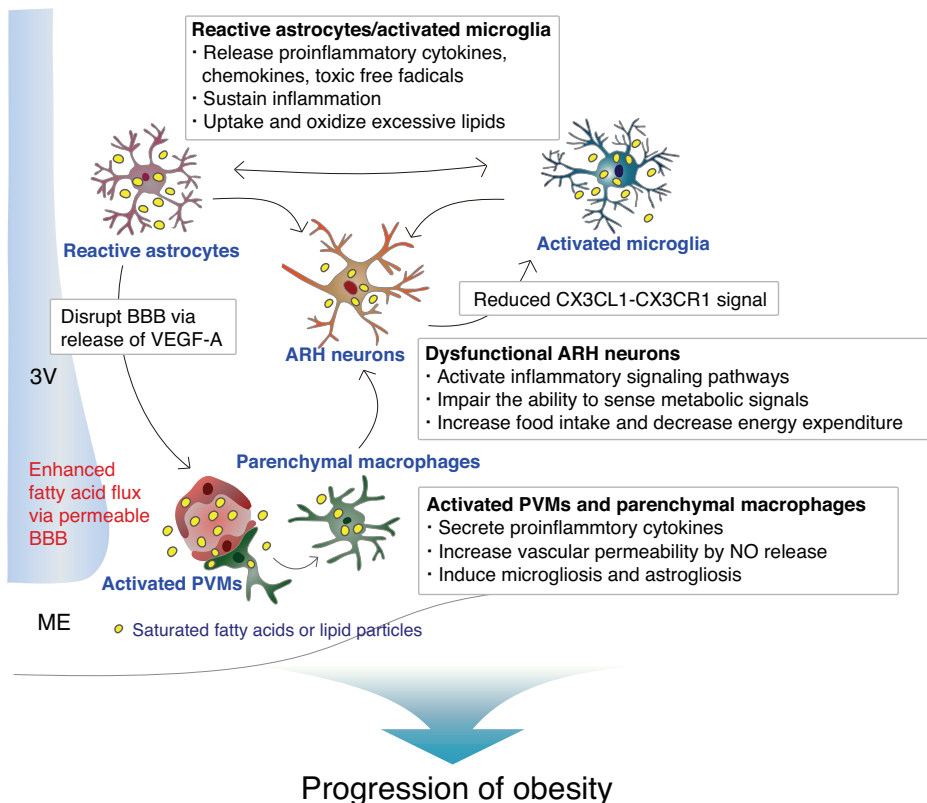 Reactive astrocytes/activated microglia
· Release proinflammatory cytokines,
chemokines, toxic free fadicals
· Sustain inflammation
· Uptake and oxidize excessive lipids
Reactive astrocytes
Activated microglia
Disrupt BBB via
release of VEGF-A
ARH neurons
Reduced CX3CL1-CX3CR1 signal
Dysfunctional ARH neurons
· Activate inflammatory signaling pathways
· Impair the ability to sense metabolic signals
· Increase food intake and decrease energy expenditure
3V
Enhanced
fatty acid flux
via permeable
BBB
Parenchymal macrophages
Activated PVMs
Activated PVMs and parenchymal macrophages
· Secrete proinflammtory cytokines
· Increase vascular permeability by NO release
· Induce microgliosis and astrogliosis
ME
Saturated fatty acids or lipid particles
Progression of obesity